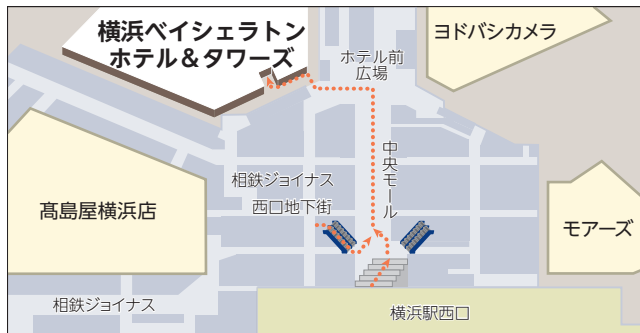 横浜ベイシェラトン
ホテル＆タワーズ
ヨドバシカメラ
ホテル前
広場
中央モール
相鉄ジョイナス
西口地下街
髙島屋横浜店
モアーズ
相鉄ジョイナス
横浜駅西口